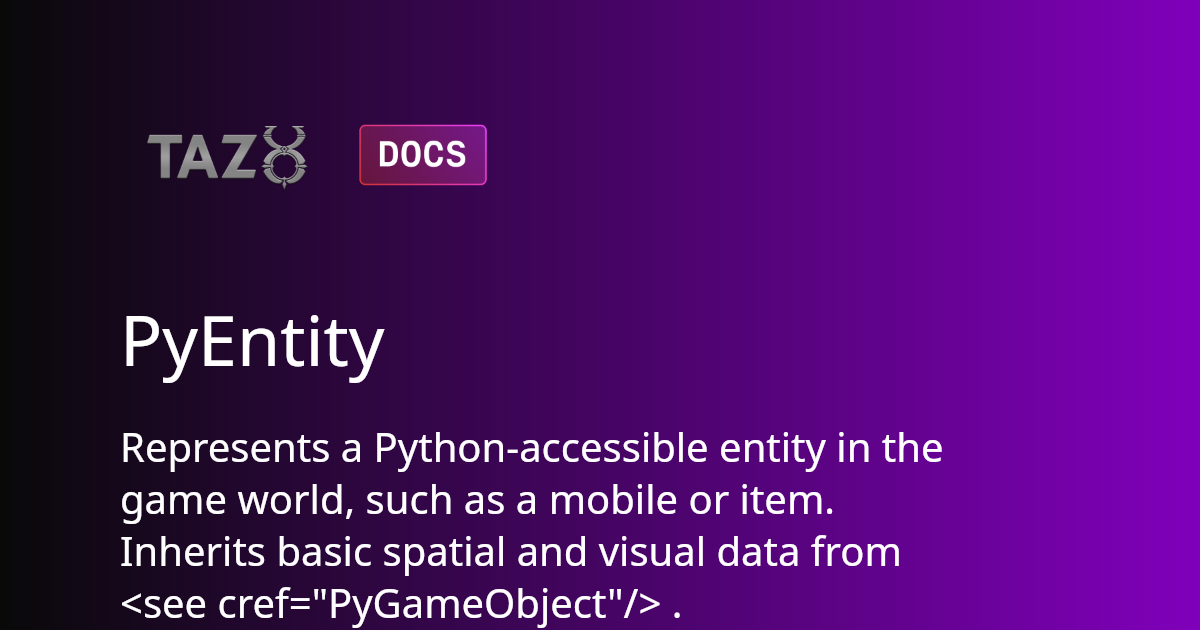 TAZ
DOCS
PyEntity
Represents a Python-accessible entity in the
game world, such as a mobile or item.
Inherits basic spatial and visual data from
<see cref="PyGameObject"/> .